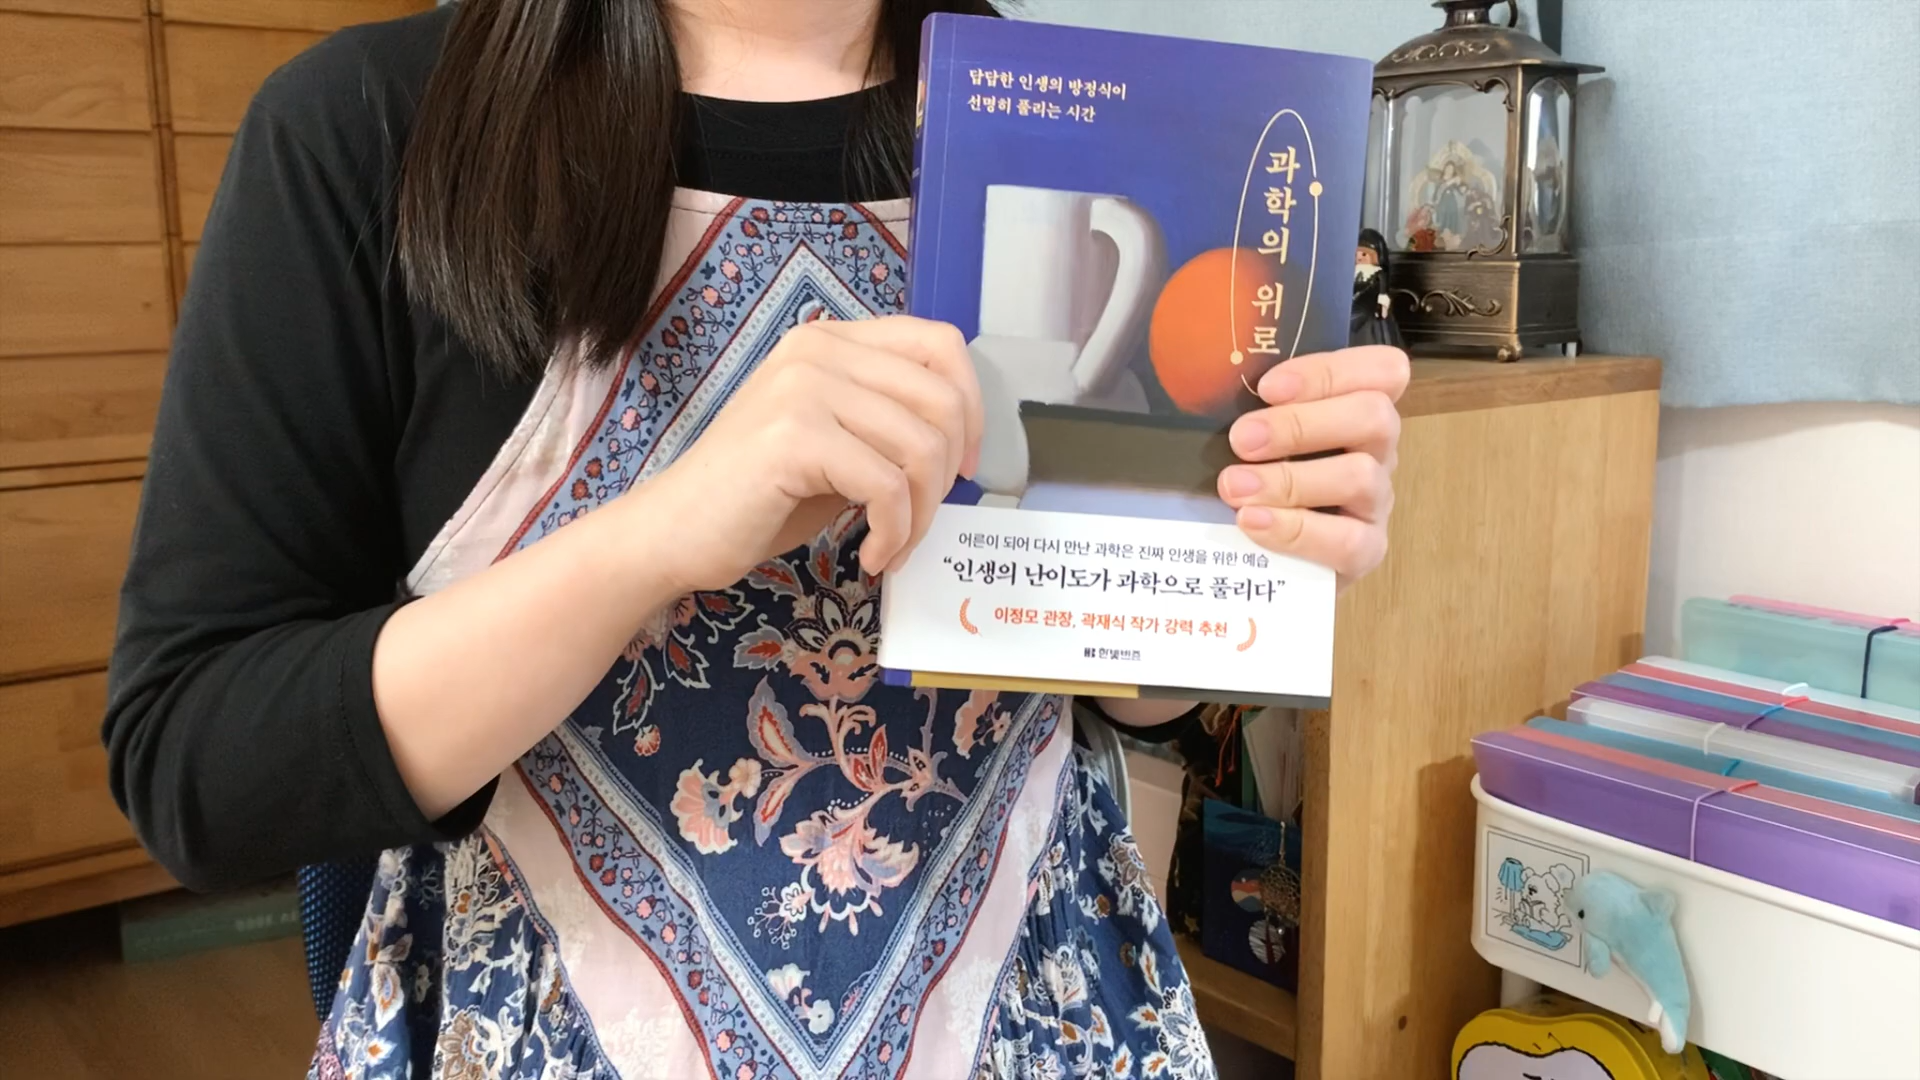 답답한 인생의 방정식이
선명히 풀리는 시간
과학의 위로
어른이 되어 다시 만난 과학은 진짜 인생을 위한 예습
“인생의 난이도가 과학으로 풀리다”
이정모 관장, 곽재식 작가 강력 추천
한빛비즈